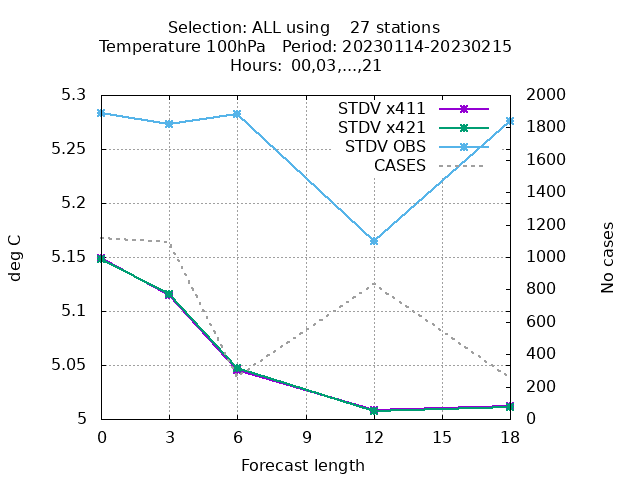 Selection: ALL using    27 stations
Temperature 100hPa   Period: 20230114-20230215
Hours: 00,03,...,21
STDV x411
STDV x421
STDV OBS
CASES
5.3
5.25
5.2
5.15
5.1
5.05
5
2000
1800
1600
1400
1200
1000
800
600
400
200
0
deg C
No cases
0 3 6 9 12 15 18
Forecast length